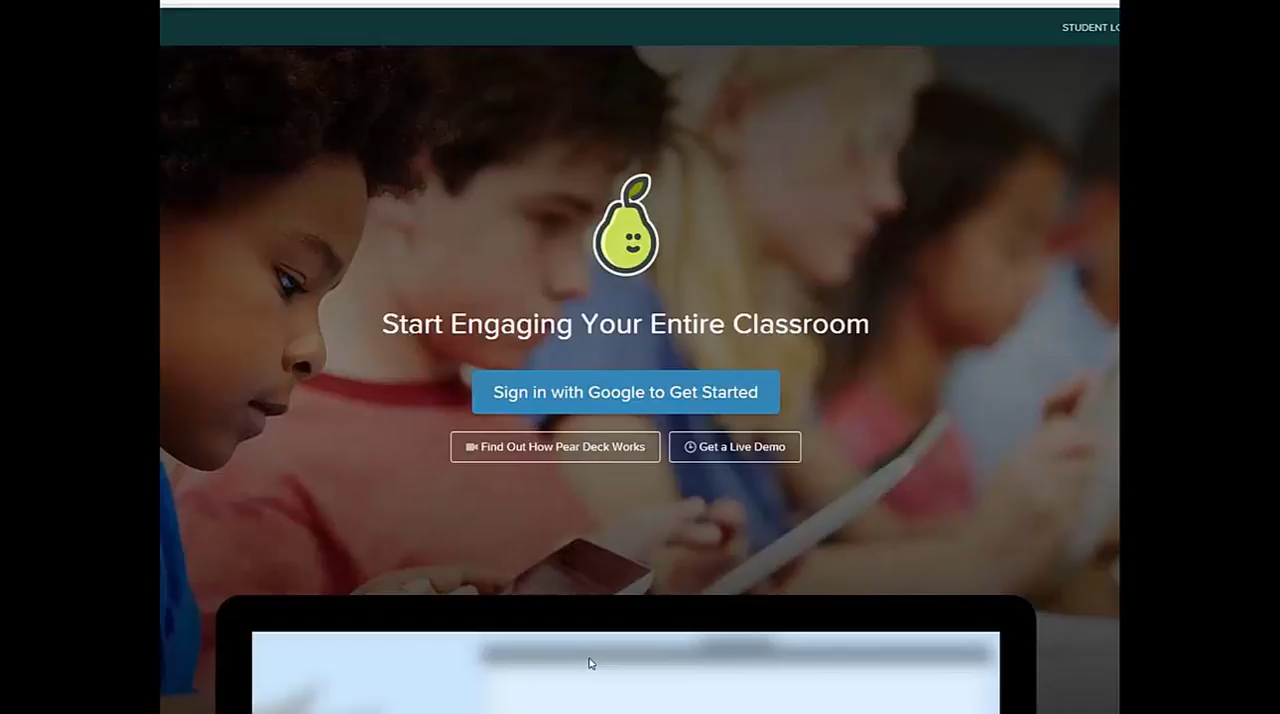 STUDENT LO
Start Engaging Your Entire Classroom
Sign in with Google to Get Started
Find Out How Pear Deck Works
Get a Live Demo